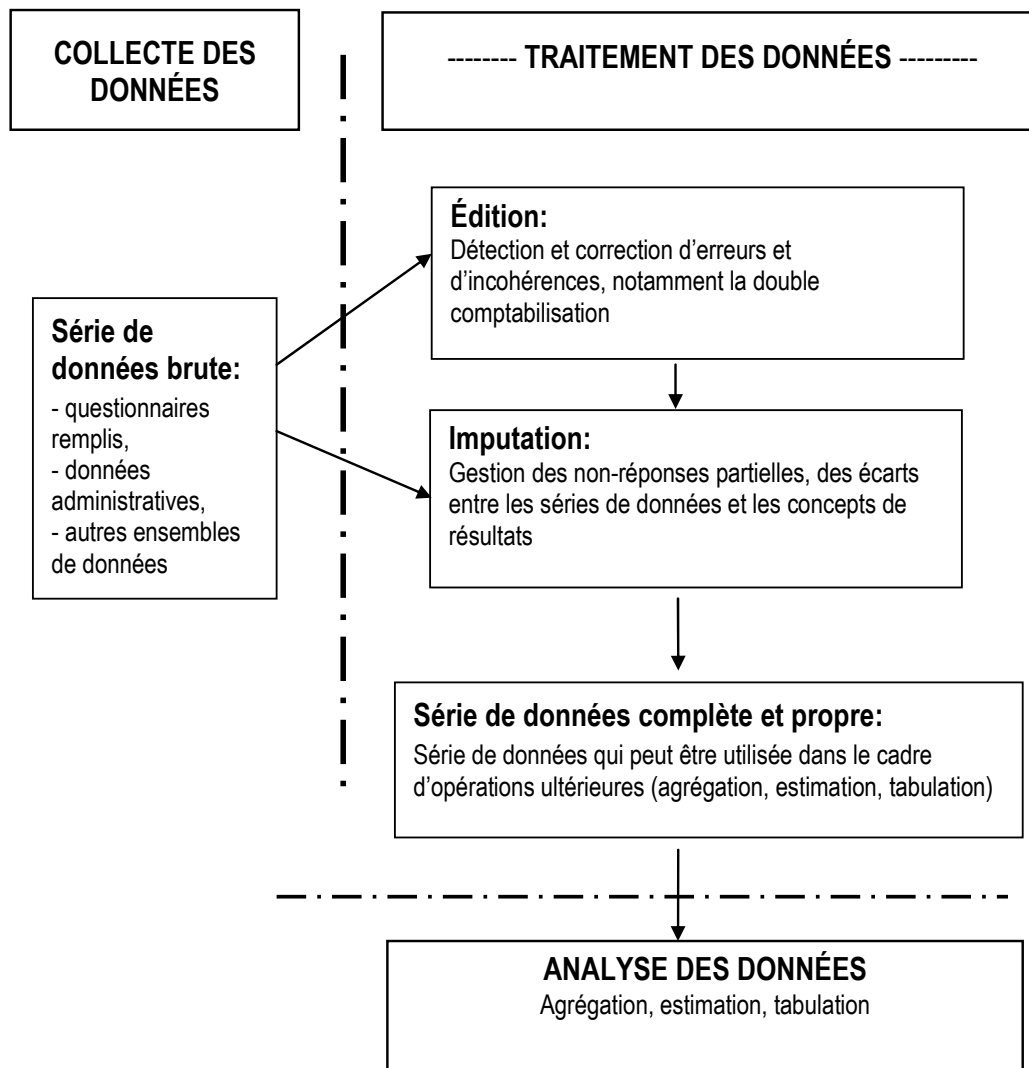 COLLECTE DES
DONNÉES
-------- TRAITEMENT DES DONNÉES ---------
Édition:
Détection et correction d’erreurs et
d’incohérences, notamment la double
comptabilisation
Série de
données brute:
- questionnaires
remplis,
- données
administratives,
- autres ensembles
de données
Imputation:
Gestion des non-réponses partielles, des écarts
entre les séries de données et les concepts de
résultats
Série de données complète et propre:
Série de données qui peut être utilisée dans le cadre
d’opérations ultérieures (agrégation, estimation, tabulation)
ANALYSE DES DONNÉES
Agrégation, estimation, tabulation